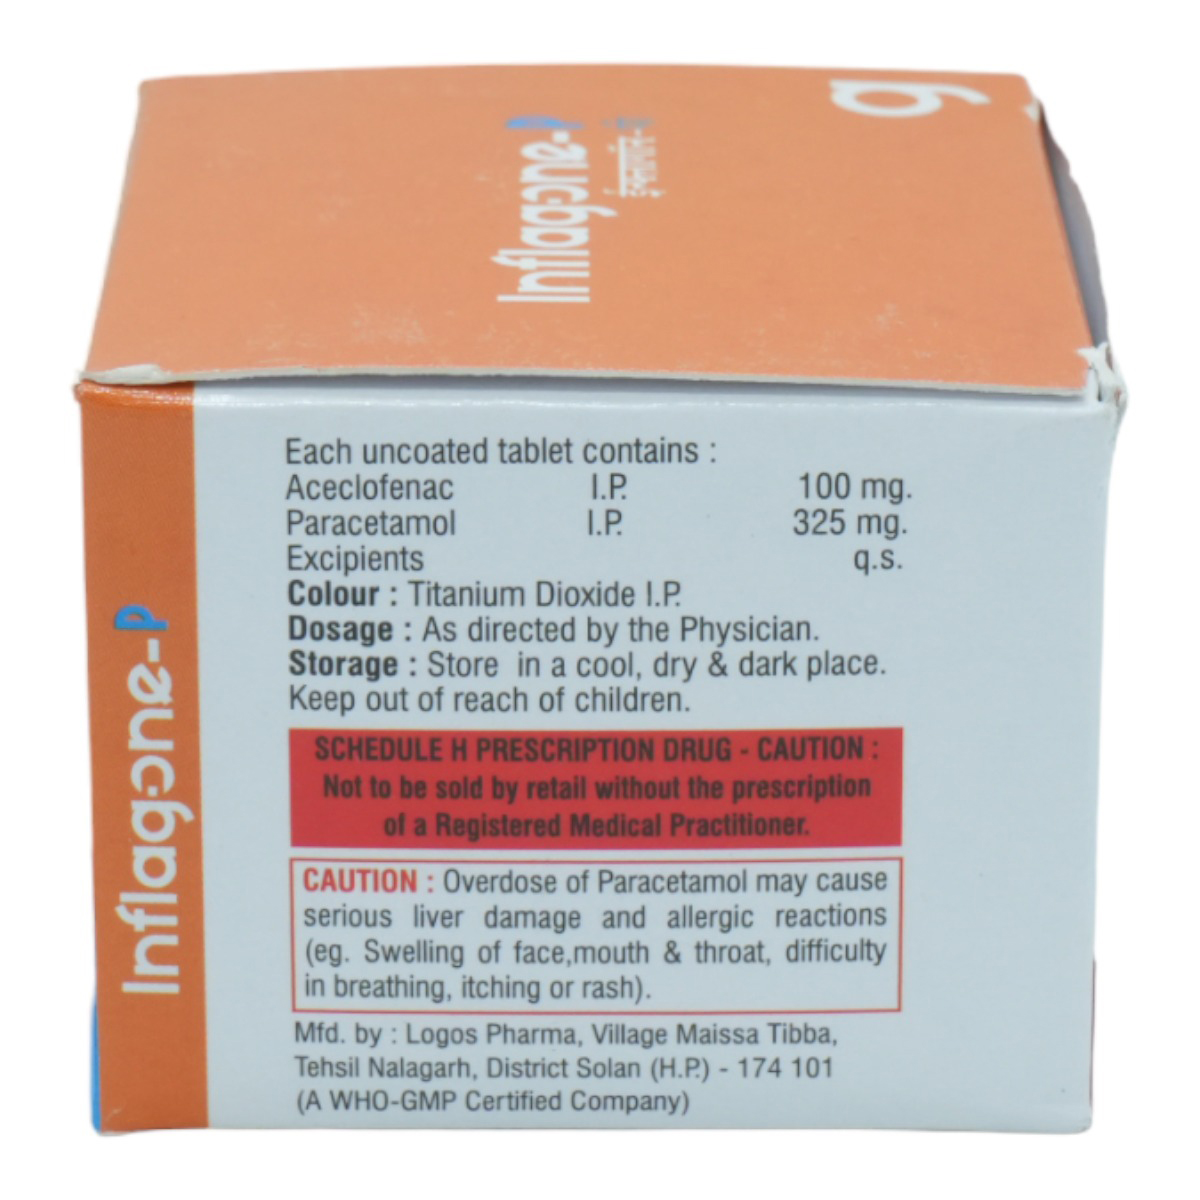 g
Inflagone-P
Each uncoated tablet contains :
Aceclofenac I.P. 100 mg.
Paracetamol I.P. 325 mg.
Excipients q.s.
Colour : Titanium Dioxide I.P.
Dosage : As directed by the Physician.
Storage : Store in a cool, dry & dark place.
Keep out of reach of children.
SCHEDULE H PRESCRIPTION DRUG - CAUTION :
Not to be sold by retail without the prescription
of a Registered Medical Practitioner.
CAUTION : Overdose of Paracetamol may cause
serious liver damage and allergic reactions
(eg. Swelling of face,mouth & throat, difficulty
in breathing, itching or rash).
Mfd. by : Logos Pharma, Village Maissa Tibba,
Tehsil Nalagarh, District Solan (H.P.) - 174 101
(A WHO-GMP Certified Company)
Inflagone-P